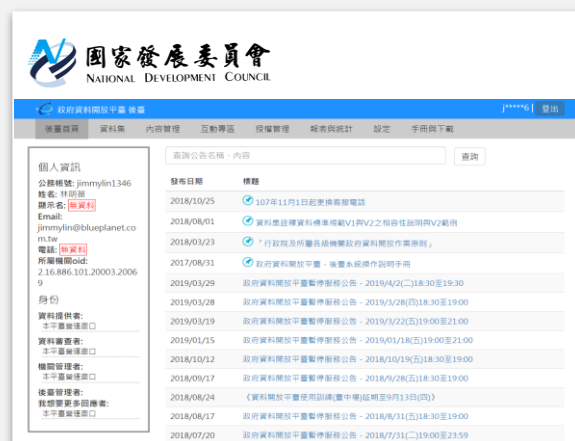 國家發展委員會
NATIONAL DEVELOPMENT COUNCIL
政府資料開放平臺 後臺
j*****6 | 登出
後臺首頁 資料集 內容管理 互動專區 授權管理 報表與統計 設定 手冊與下載
個人資訊
公務帳號: jimmylin1346
姓名: 林明
顯示名: 無資料
Email:
jimmylin@blueplanet.co
m.tw
電話: 無資料
所屬機關oid:
2.16.886.101.20003.2006
9
身份
資料提供者:
本平臺營運窗口
資料審查者:
本平臺營運窗口
機關管理者:
本平臺營運窗口
後臺管理者:
我想要更多回應者:
本平臺營運窗口
查詢公告名稱、內容 查詢
發布日期 標題
2018/10/25 107年11月1日起更換客服電話
2018/08/01 資料集詮釋資料標準規範V1與V2之相容性說明與V2範例
2018/03/23 「行政院及所屬各級機關政府資料開放作業原則」
2017/08/31 政府資料開放平臺－後臺系統操作說明手冊
2019/03/29 政府資料開放平臺暫停服務公告－2019/4/2(二)18:30至19:30
2019/03/28 政府資料開放平臺暫停服務公告－2019/3/28(四)18:30至19:00
2019/03/19 政府資料開放平臺暫停服務公告－2019/3/22(五)19:00至21:00
2019/01/15 政府資料開放平臺暫停服務公告－2019/01/18(五)19:00至21:00
2018/10/12 政府資料開放平臺暫停服務公告－2018/10/19(五)18:30至19:00
2018/09/17 政府資料開放平臺暫停服務公告－2018/9/28(五)18:30至19:00
2018/08/24 《資料開放平臺使用訓練(臺中場)延期至9月13日(四)》
2018/08/17 政府資料開放平臺暫停服務公告－2018/8/31(五)18:30至19:00
2018/07/20 政府資料開放平臺暫停服務公告－2018/7/31(二)19:00至23:59